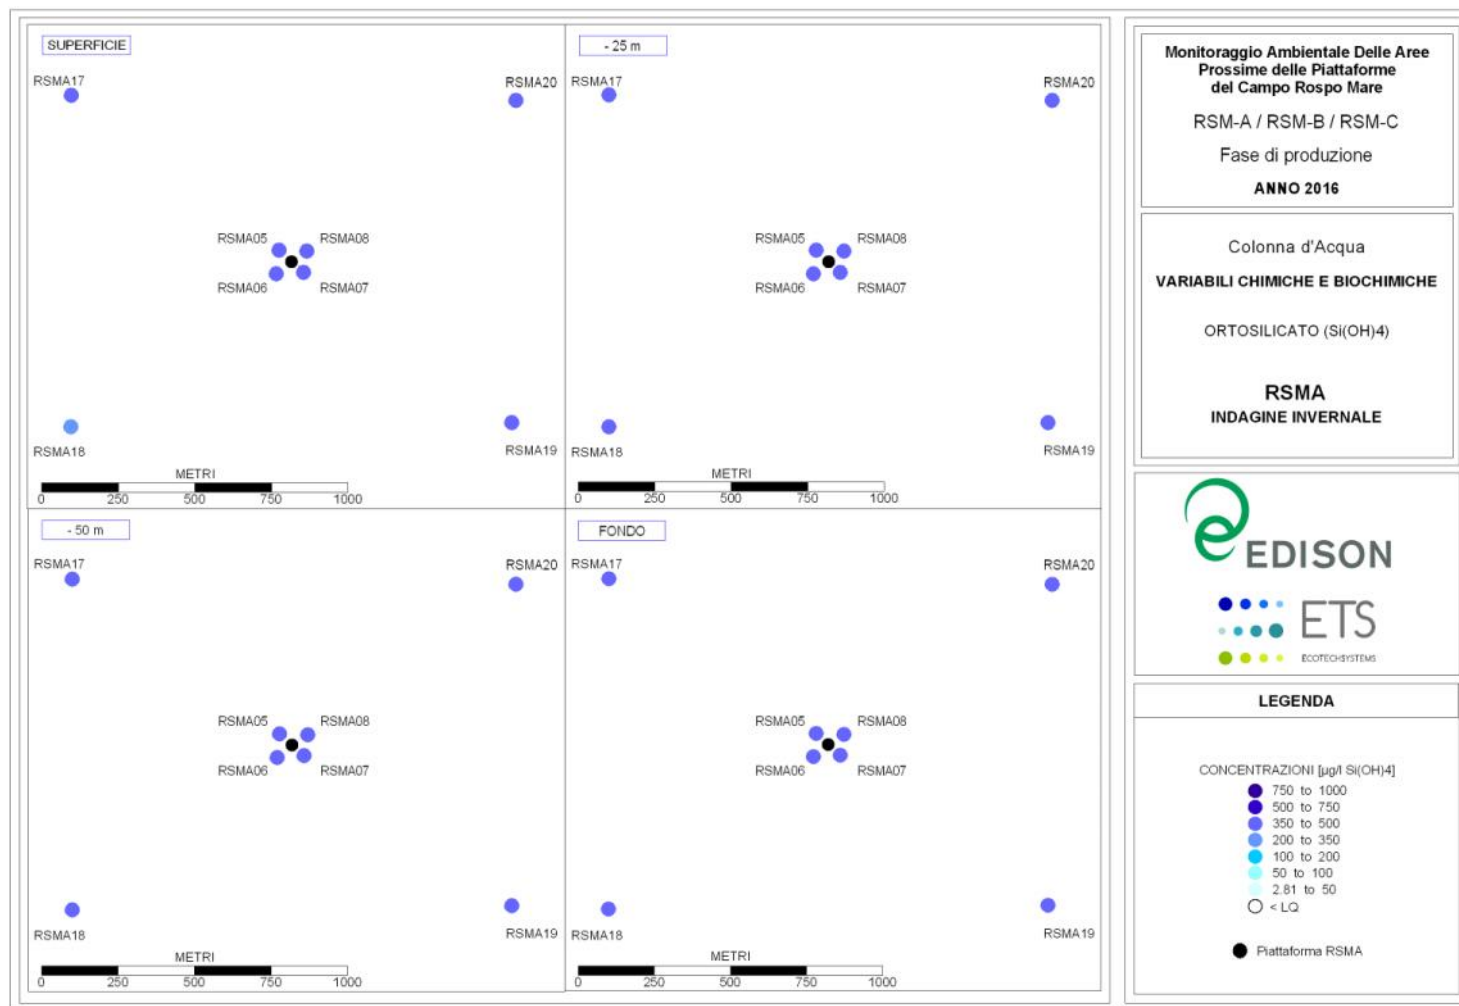 SUPERFICIE
RSMA17
RSMA20
RSMA05
RSMA08
RSMA06
RSMA07
RSMA18
RSMA19
METRI
0 250 500 750 1000
- 25 m
RSMA17
RSMA20
RSMA05
RSMA08
RSMA06
RSMA07
RSMA18
RSMA19
METRI
0 250 500 750 1000
- 50 m
RSMA17
RSMA20
RSMA05
RSMA08
RSMA06
RSMA07
RSMA18
RSMA19
METRI
0 250 500 750 1000
FONDO
RSMA17
RSMA20
RSMA05
RSMA08
RSMA06
RSMA07
RSMA18
RSMA19
METRI
0 250 500 750 1000
Monitoraggio Ambientale Delle Aree
Prossime delle Piattaforme
del Campo Rospo Mare
RSM-A / RSM-B / RSM-C
Fase di produzione
ANNO 2016
Colonna d'Acqua
VARIABILI CHIMICHE E BIOCHIMICHE
ORTOSILICATO (Si(OH)4)
RSMA
INDAGINE INVERNALE
EDISON
ETS
ECOTECHSYSTEMS
LEGENDA
CONCENTRAZIONI [µg/l Si(OH)4]
750 to 1000
500 to 750
350 to 500
200 to 350
100 to 200
50 to 100
2.81 to 50
< LQ
Piattaforma RSMA